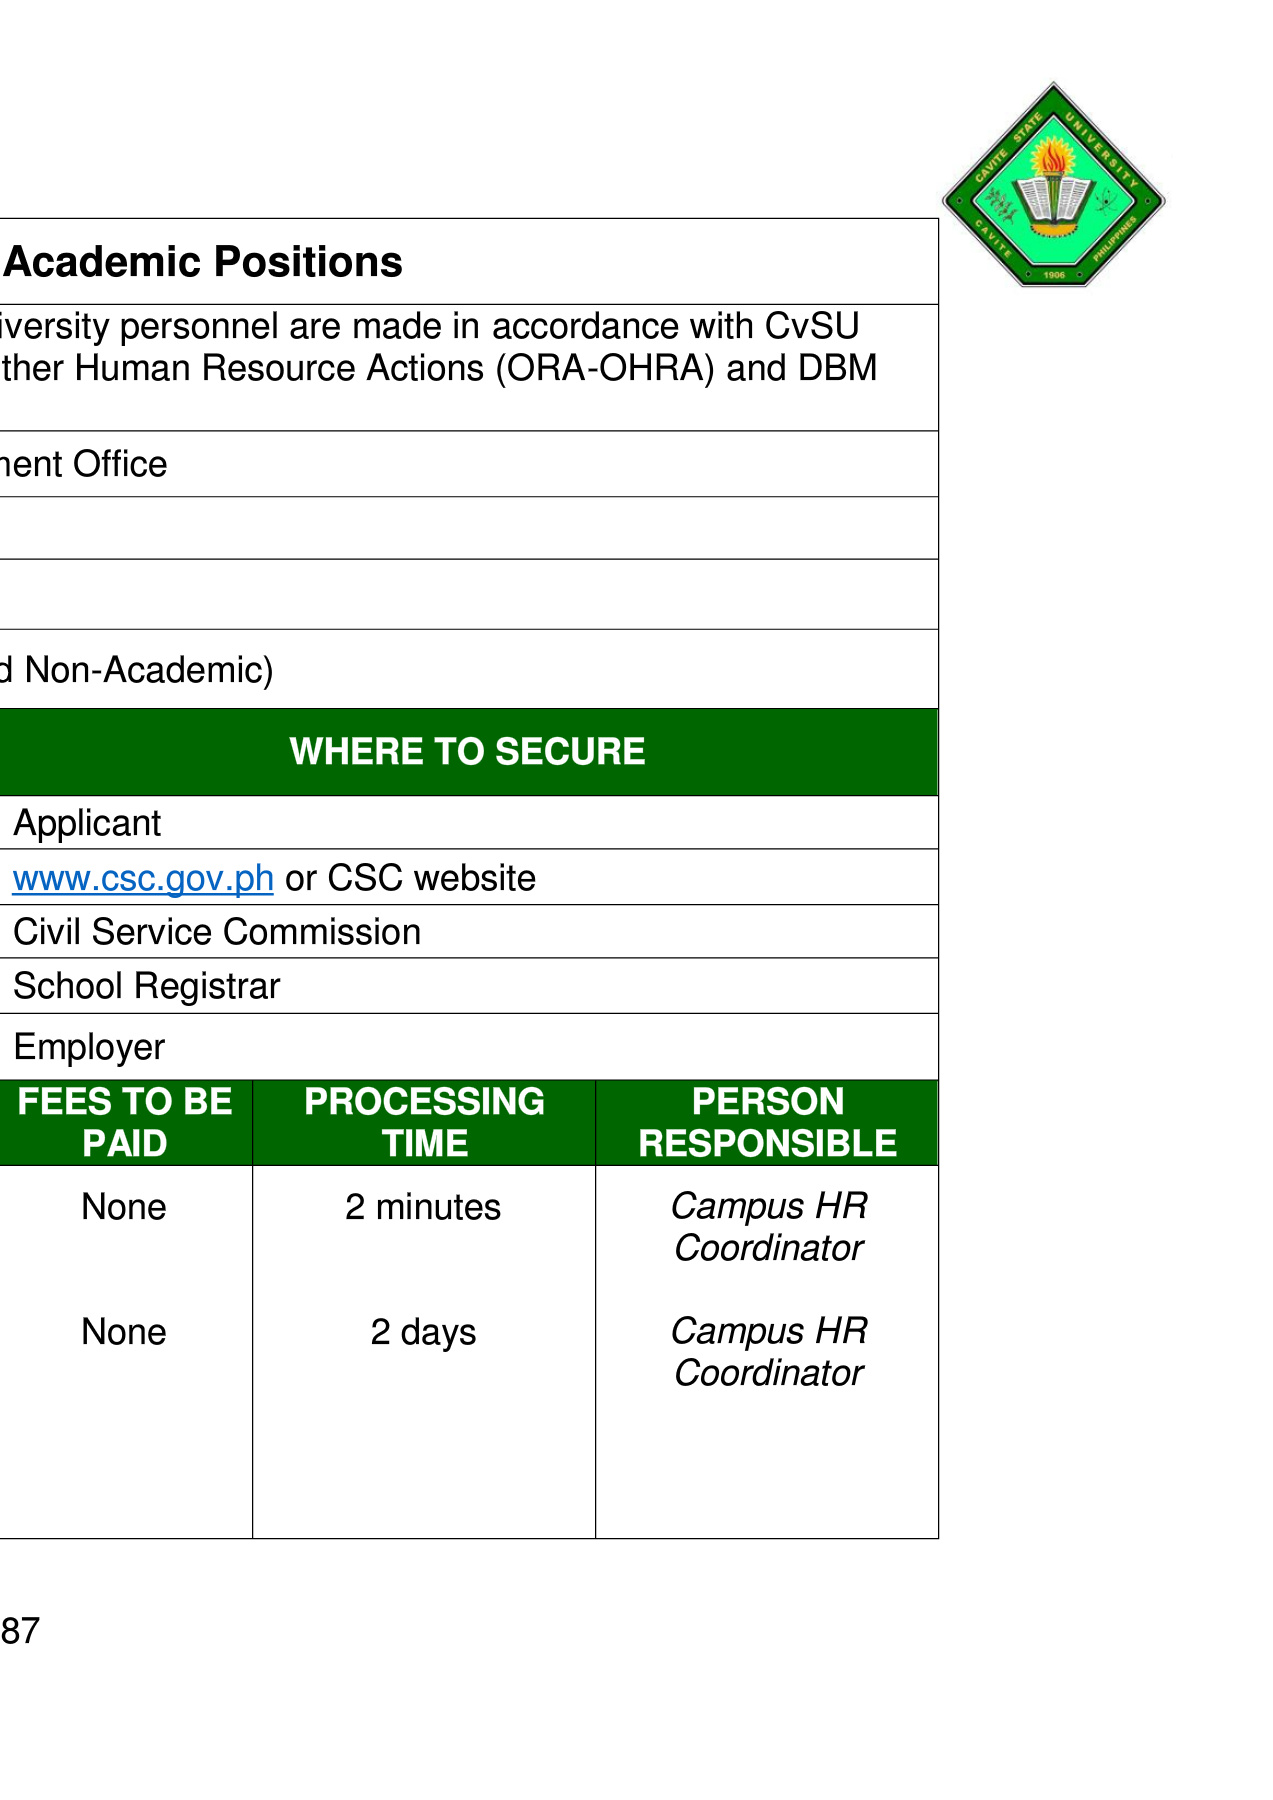 CAVITE STATE UNIVERSITY
CAVITE PHILIPPINES
1906
Academic Positions
iversity personnel are made in accordance with CvSU
ther Human Resource Actions (ORA-OHRA) and DBM
ment Office
d Non-Academic)
WHERE TO SECURE
Applicant
www.csc.gov.ph or CSC website
Civil Service Commission
School Registrar
Employer
FEES TO BE PAID
PROCESSING TIME
PERSON RESPONSIBLE
None
2 minutes
Campus HR
Coordinator
None
2 days
Campus HR
Coordinator
87